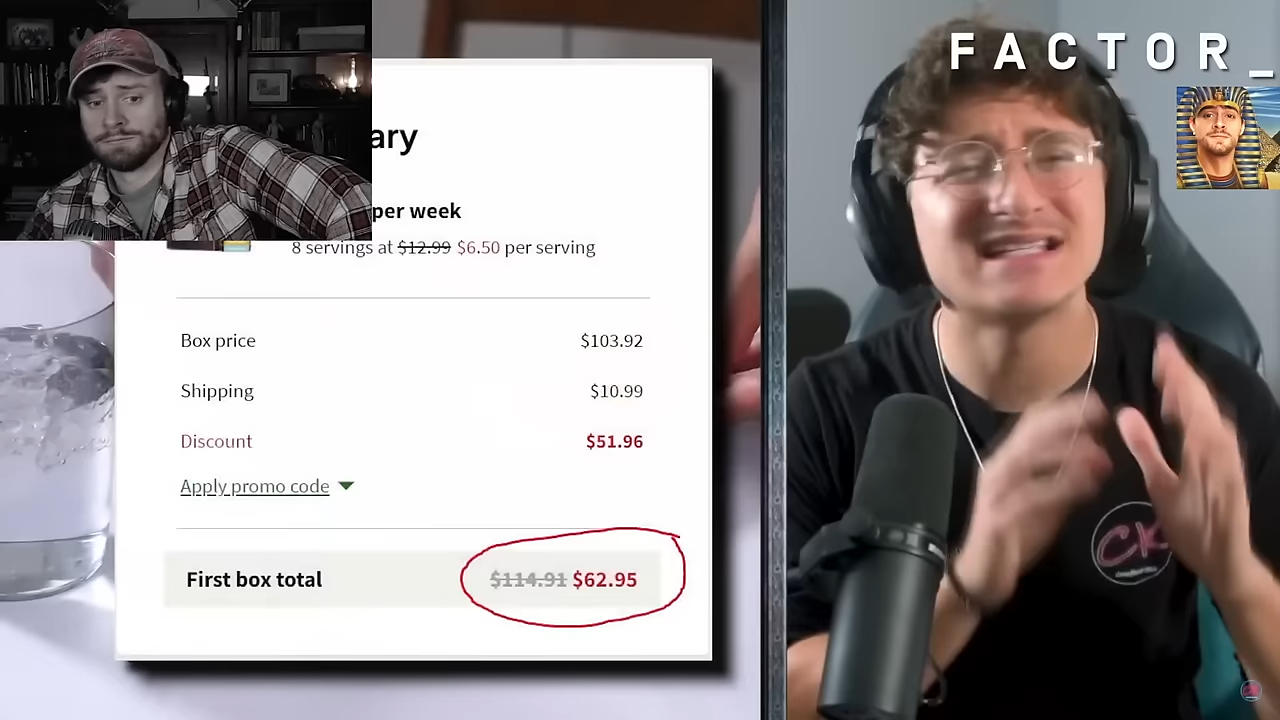 FACTOR_
ary
per week
8 servings at $12.99 $6.50 per serving
Box price $103.92
Shipping $10.99
Discount $51.96
Apply promo code
First box total $114.91 $62.95
CK